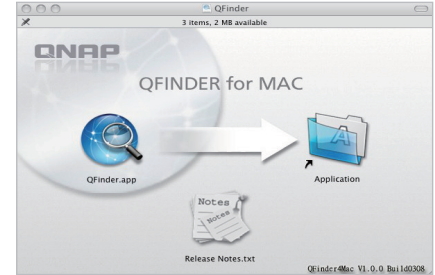 QFinder
3 items, 2 MB available
QNAP
QFINDER for MAC
A
QFinder.app
Application
Notes
Notes
Release Notes.txt
QFinder4Mac V1.0.0 Build0308